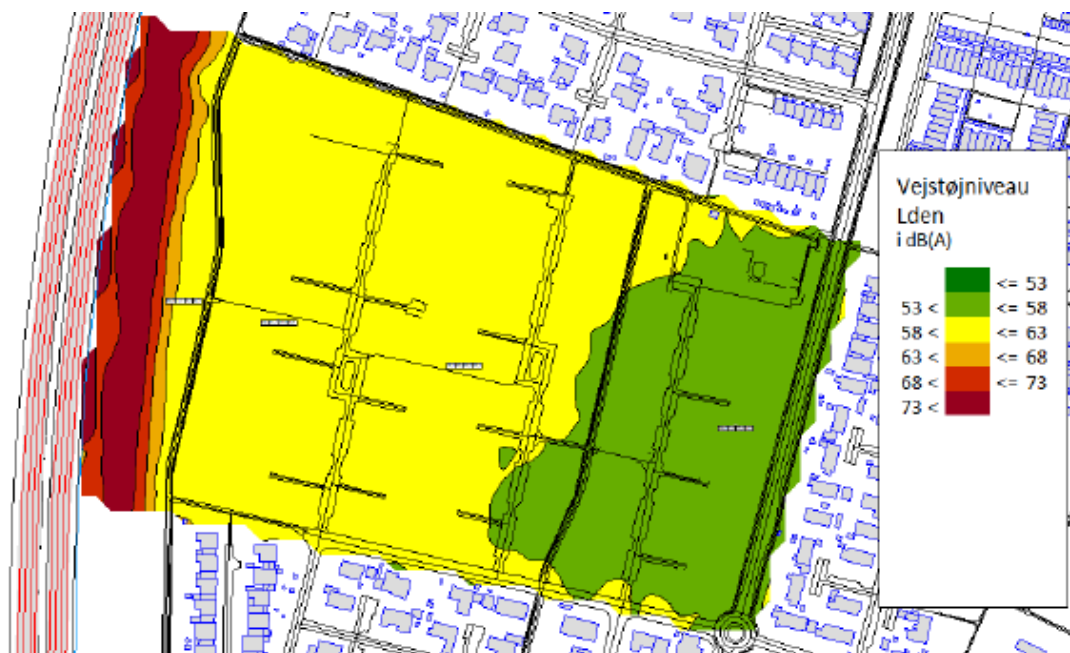 Vejstøjniveau
Lden
i dB(A)
<= 53
53 < <= 58
58 < <= 63
63 < <= 68
68 < <= 73
73 <